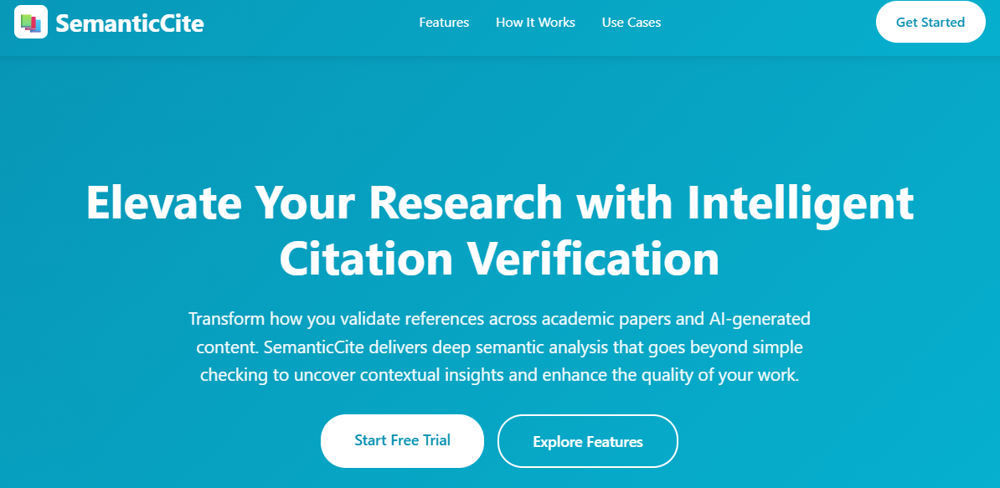 SemanticCite
Features
How It Works
Use Cases
Get Started
Elevate Your Research with Intelligent
Citation Verification
Transform how you validate references across academic papers and AI-generated
content. SemanticCite delivers deep semantic analysis that goes beyond simple
checking to uncover contextual insights and enhance the quality of your work.
Start Free Trial
Explore Features